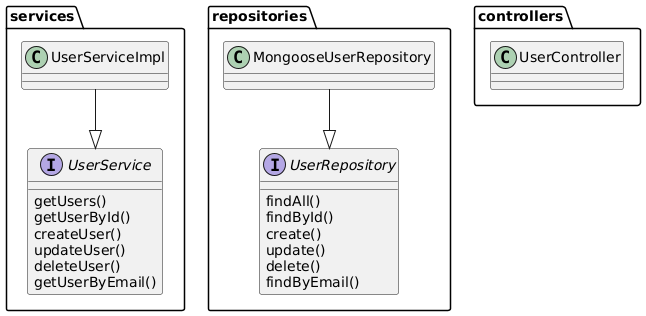 services
C UserServiceImpl
I UserService
getUsers()
getUserById()
createUser()
updateUser()
deleteUser()
getUserByEmail()
repositories
C MongooseUserRepository
I UserRepository
findAll()
findById()
create()
update()
delete()
findByEmail()
controllers
C UserController